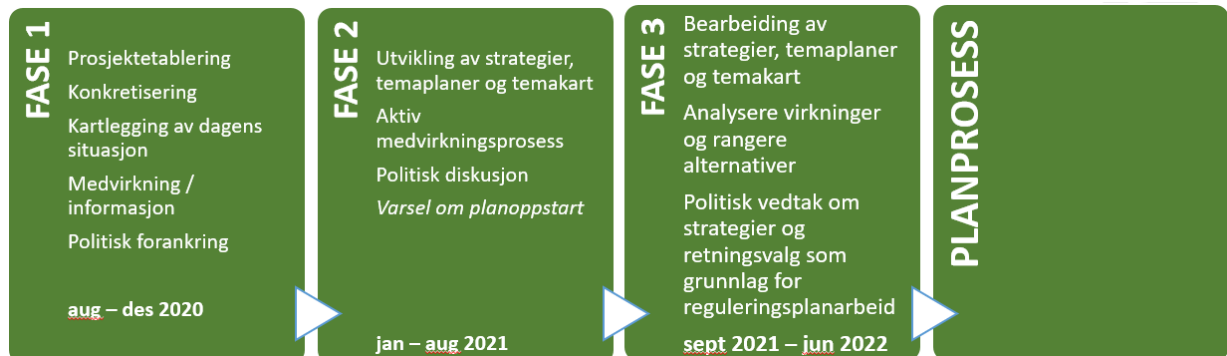 FASE 1
Prosjektetablering
Konkretisering
Kartlegging av dagens
situasjon
Medvirkning /
informasjon
Politisk forankring
aug – des 2020
FASE 2
Utvikling av strategier,
temaplaner og temakart
Aktiv
medvirkningsprosess
Politisk diskusjon
Varsel om planoppstart
jan – aug 2021
FASE 3
Bearbeiding av
strategier, temaplaner
og temakart
Analysere virkninger
og rangere
alternativer
Politisk vedtak om
strategier og
retningsvalg som
grunnlag for
reguleringsplanarbeid
sept 2021 – jun 2022
PLANPROSESS